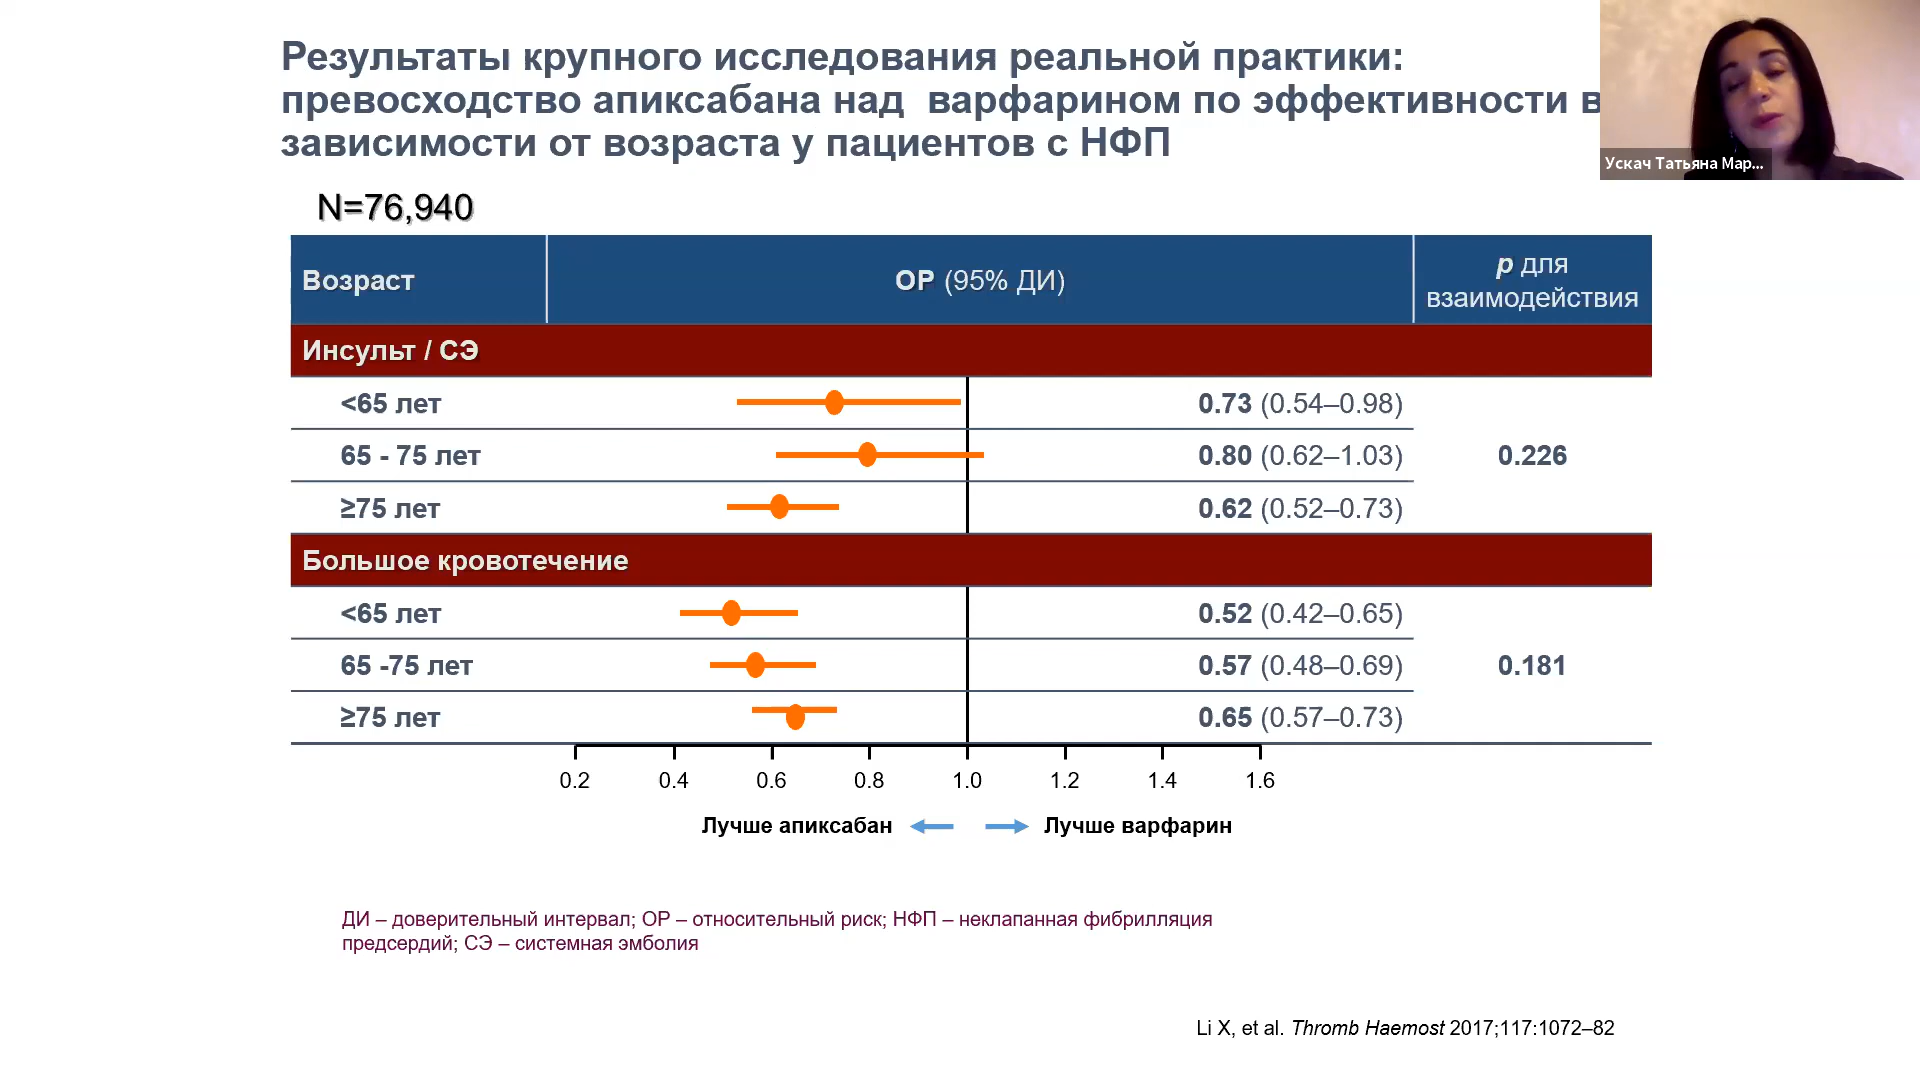 Результаты крупного исследования реальной практики:
превосходство апиксабана над  варфарином по эффективности в
зависимости от возраста у пациентов с НФП
Ускач Татьяна Мар...
N=76,940
Возраст
ОР (95% ДИ)
p для
взаимодействия
Инсульт / СЭ
<65 лет
0.73 (0.54–0.98)
65 - 75 лет
0.80 (0.62–1.03)
0.226
≥75 лет
0.62 (0.52–0.73)
Большое кровотечение
<65 лет
0.52 (0.42–0.65)
65 -75 лет
0.57 (0.48–0.69)
0.181
≥75 лет
0.65 (0.57–0.73)
0.2 0.4 0.6 0.8 1.0 1.2 1.4 1.6
Лучше апиксабан
Лучше варфарин
ДИ – доверительный интервал; ОР – относительный риск; НФП – неклапанная фибрилляция
предсердий; СЭ – системная эмболия
Li X, et al. Thromb Haemost 2017;117:1072–82